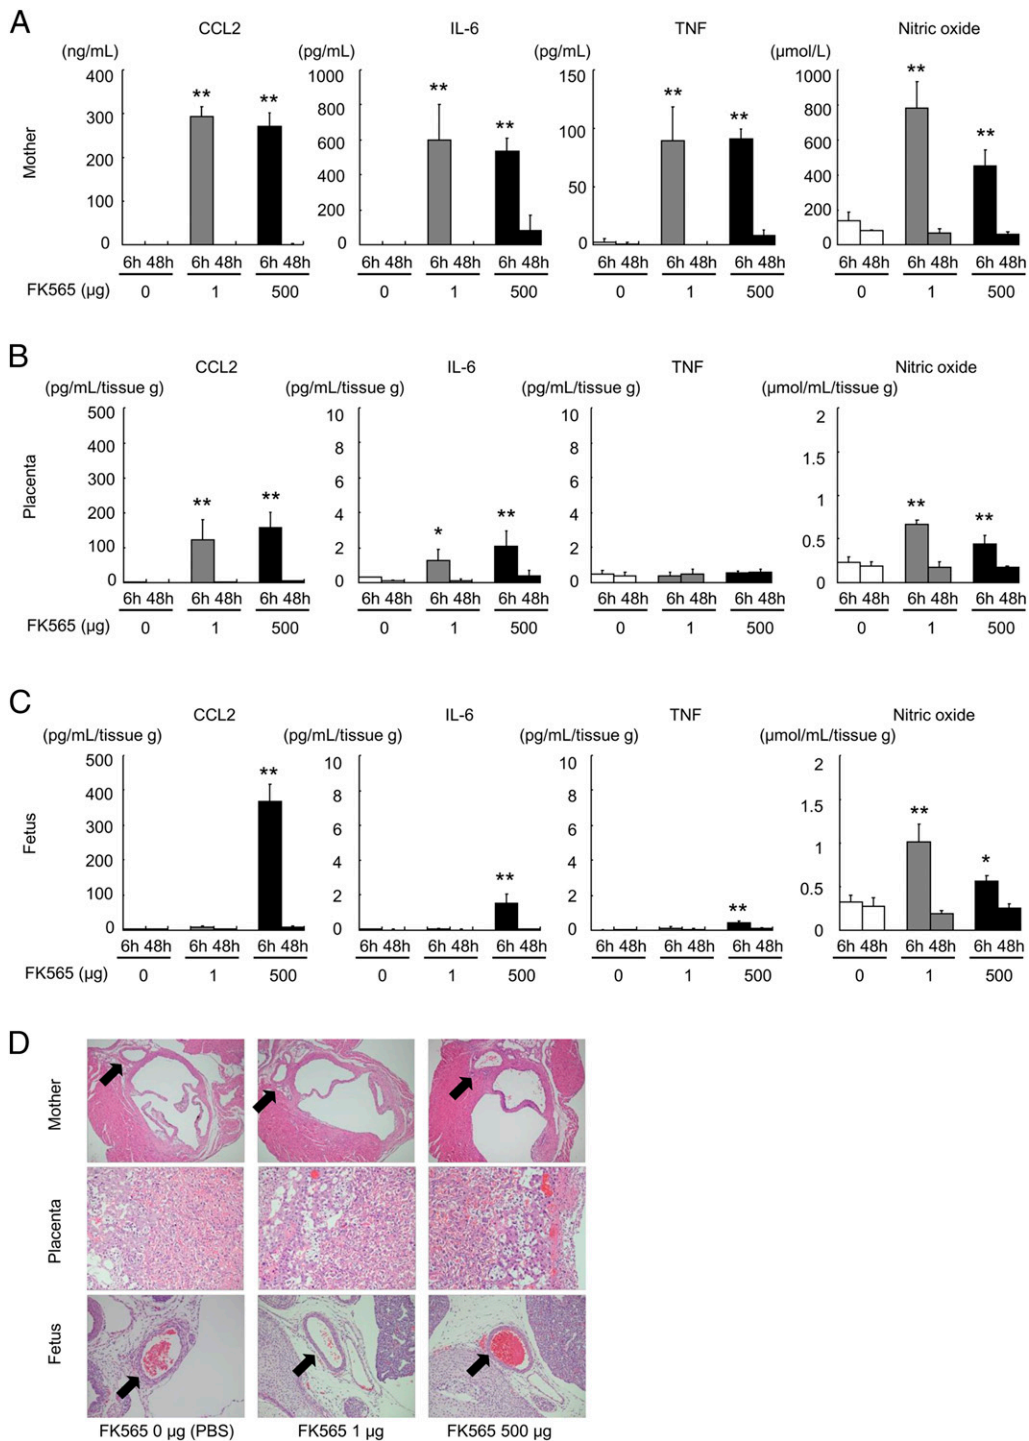 A
CCL2 IL-6 TNF Nitric oxide
(ng/mL) (pg/mL) (pg/mL) (µmol/L)
Mother
400 300 200 100 0
1000 800 600 400 200 0
150 100 50 0
1000 800 600 400 200 0
** ** ** ** ** ** ** **
6h 48h 6h 48h 6h 48h 6h 48h 6h 48h 6h 48h 6h 48h 6h 48h 6h 48h 6h 48h 6h 48h 6h 48h
FK565 (µg) 0 1 500 0 1 500 0 1 500 0 1 500
B
CCL2 IL-6 TNF Nitric oxide
(pg/mL/tissue g) (pg/mL/tissue g) (pg/mL/tissue g) (µmol/mL/tissue g)
Placenta
500 400 300 200 100 0
10 8 6 4 2 0
10 8 6 4 2 0
2 1.5 1 0.5 0
** ** * ** ** **
6h 48h 6h 48h 6h 48h 6h 48h 6h 48h 6h 48h 6h 48h 6h 48h 6h 48h 6h 48h 6h 48h 6h 48h
FK565 (µg) 0 1 500 0 1 500 0 1 500 0 1 500
C
CCL2 IL-6 TNF Nitric oxide
(pg/mL/tissue g) (pg/mL/tissue g) (pg/mL/tissue g) (µmol/mL/tissue g)
Fetus
500 400 300 200 100 0
10 8 6 4 2 0
10 8 6 4 2 0
2 1.5 1 0.5 0
** ** ** ** *
6h 48h 6h 48h 6h 48h 6h 48h 6h 48h 6h 48h 6h 48h 6h 48h 6h 48h 6h 48h 6h 48h 6h 48h
FK565 (µg) 0 1 500 0 1 500 0 1 500 0 1 500
D
Mother
Placenta
Fetus
FK565 0 µg (PBS) FK565 1 µg FK565 500 µg